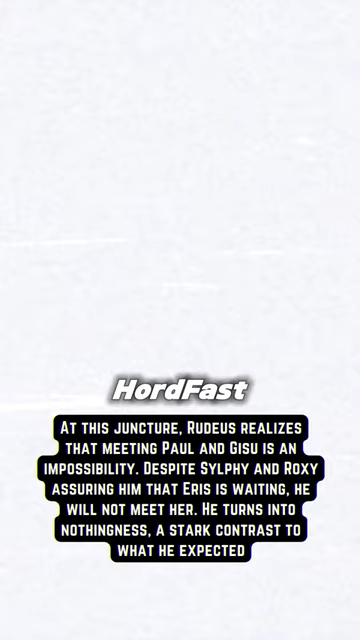 HordFast
At this juncture, Rudeus realizes
that meeting Paul and Gisu is an
impossibility. Despite Sylphy and Roxy
assuring him that Eris is waiting, he
will not meet her. He turns into
nothingness, a stark contrast to
what he expected